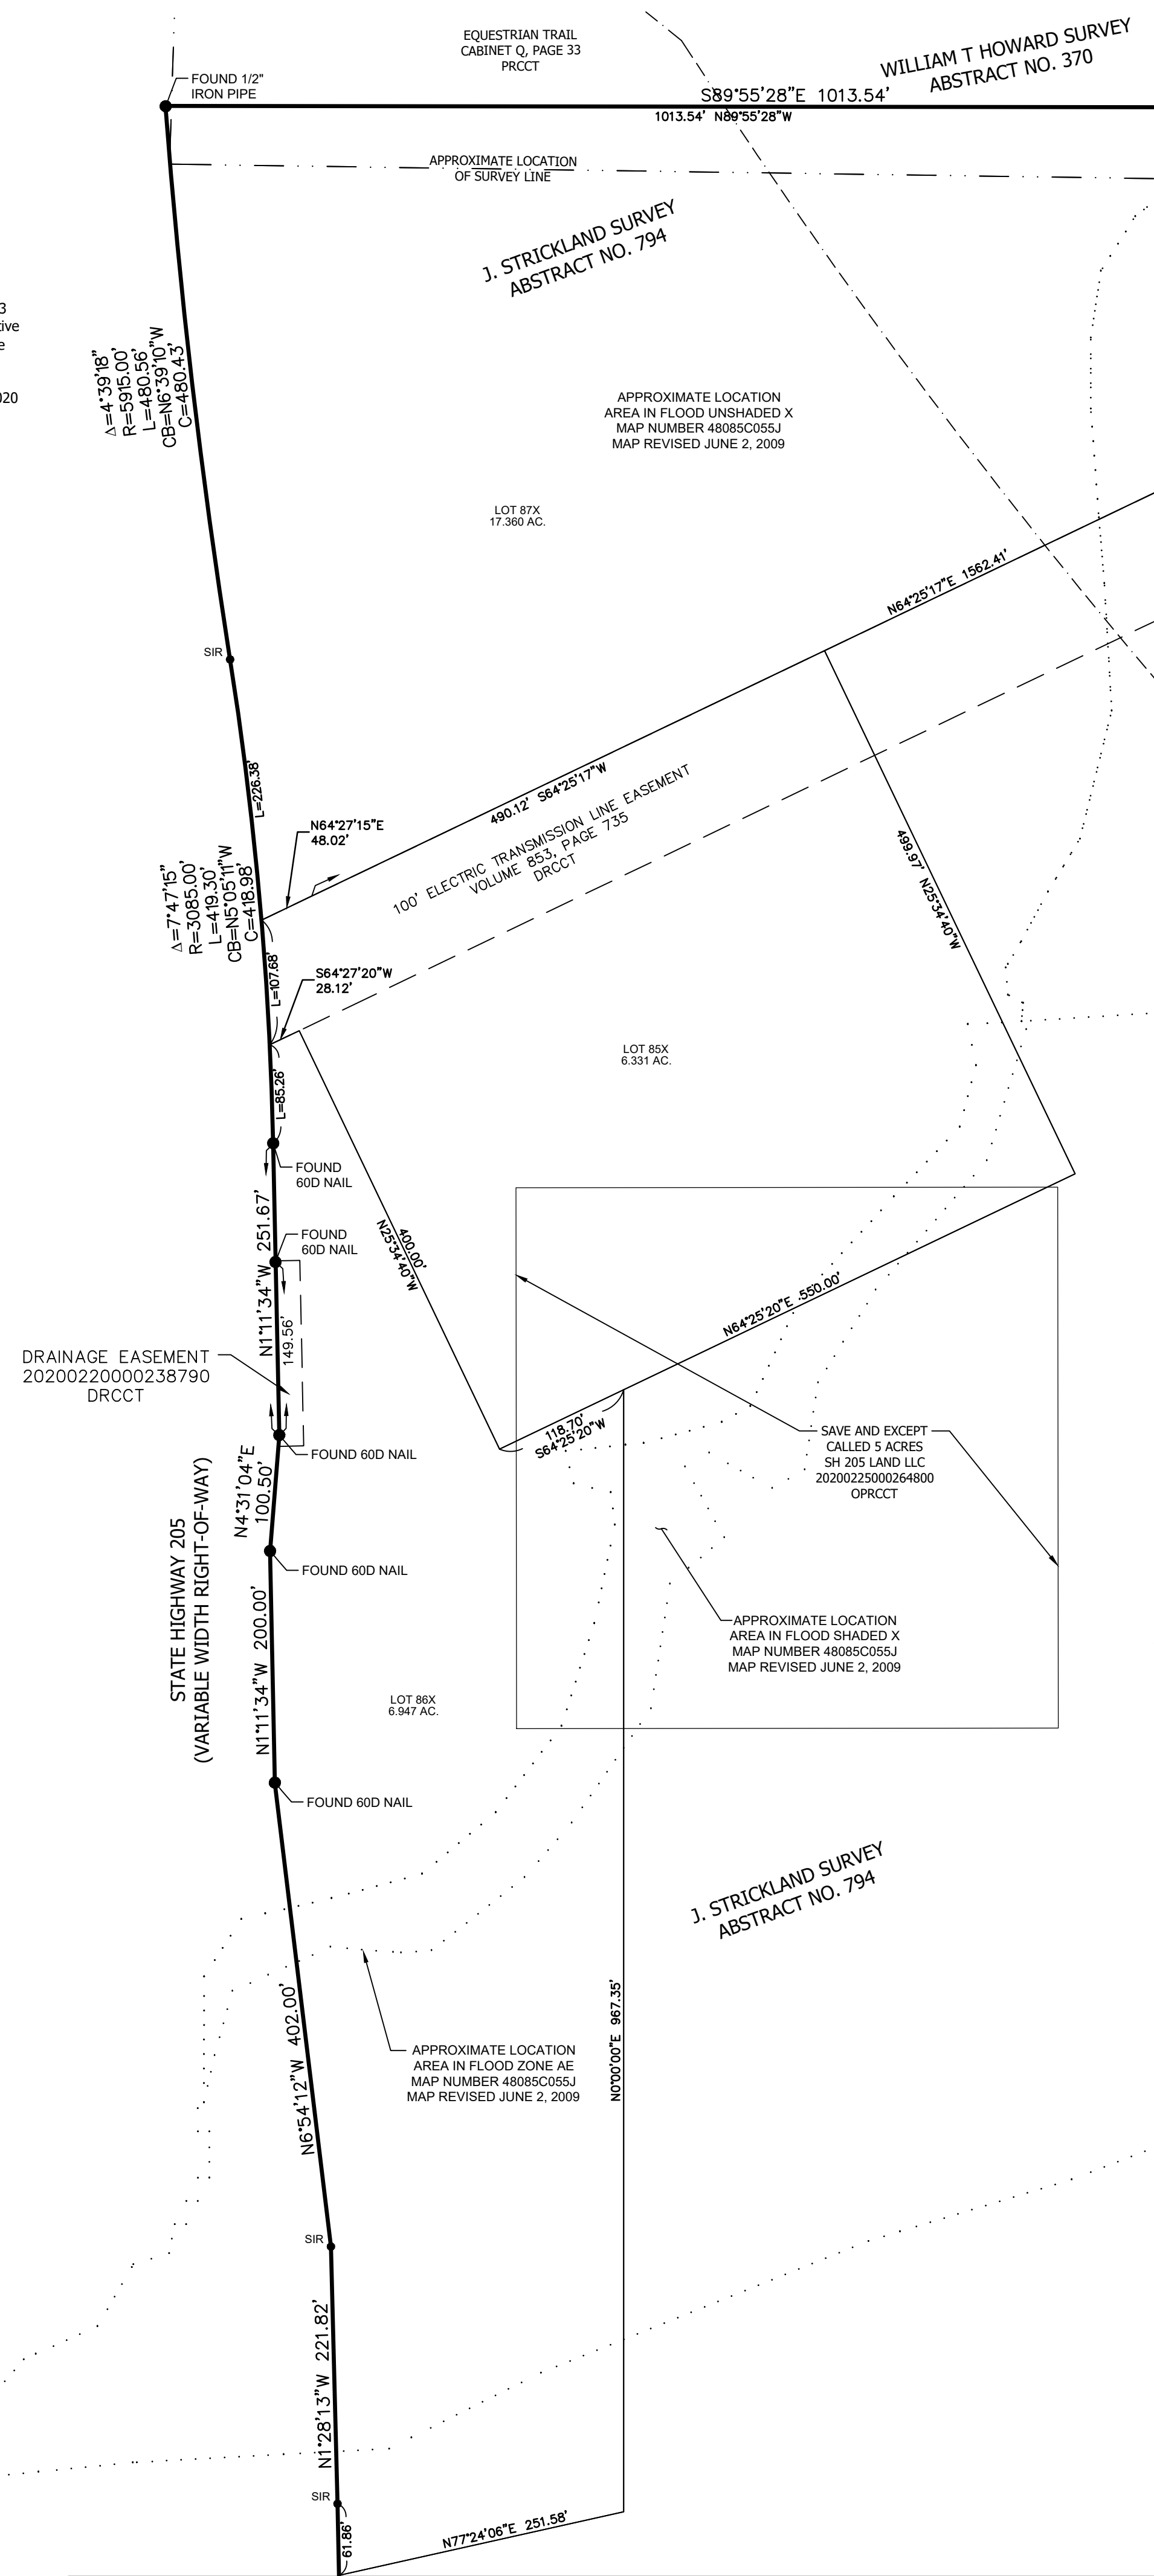 EQUESTRIAN TRAIL
CABINET Q, PAGE 33
PRCCT
WILLIAM T HOWARD SURVEY
ABSTRACT NO. 370
FOUND 1/2"
IRON PIPE
S89°55'28"E 1013.54'
1013.54' N89°55'28"W
APPROXIMATE LOCATION
OF SURVEY LINE
J. STRICKLAND SURVEY
ABSTRACT NO. 794
3
tive
e
020
Δ=4°39'18"
R=5915.00'
L=480.56'
CB=N6°39'10"W
C=480.43'
APPROXIMATE LOCATION
AREA IN FLOOD UNSHADED X
MAP NUMBER 48085C055J
MAP REVISED JUNE 2, 2009
LOT 87X
17.360 AC.
N64°25'17"E 1562.41'
SIR
L=226.38'
490.12' S64°25'17"W
100' ELECTRIC TRANSMISSION LINE EASEMENT
VOLUME 853, PAGE 735
DRCCT
N64°27'15"E
48.02'
499.97' N25°34'40"W
Δ=7°47'15"
R=3085.00'
L=419.30'
CB=N5°05'11"W
C=418.98'
L=107.68'
S64°27'20"W
28.12'
LOT 85X
6.331 AC.
L=85.26'
FOUND
60D NAIL
N1°11'34"W 251.67'
FOUND
60D NAIL
400.00'
N25°34'40"W
149.56'
N64°25'20"E 550.00'
DRAINAGE EASEMENT
20200220000238790
DRCCT
118.70'
S64°25'20"W
SAVE AND EXCEPT
CALLED 5 ACRES
SH 205 LAND LLC
20200225000264800
OPRCCT
FOUND 60D NAIL
N4°31'04"E
100.50'
STATE HIGHWAY 205
(VARIABLE WIDTH RIGHT-OF-WAY)
FOUND 60D NAIL
APPROXIMATE LOCATION
AREA IN FLOOD SHADED X
MAP NUMBER 48085C055J
MAP REVISED JUNE 2, 2009
N1°11'34"W 200.00'
LOT 86X
6.947 AC.
FOUND 60D NAIL
J. STRICKLAND SURVEY
ABSTRACT NO. 794
N6°54'12"W 402.00'
N0°00'00"E 967.35'
APPROXIMATE LOCATION
AREA IN FLOOD ZONE AE
MAP NUMBER 48085C055J
MAP REVISED JUNE 2, 2009
SIR
N1°28'13"W 221.82'
SIR
61.86'
N77°24'06"E 251.58'